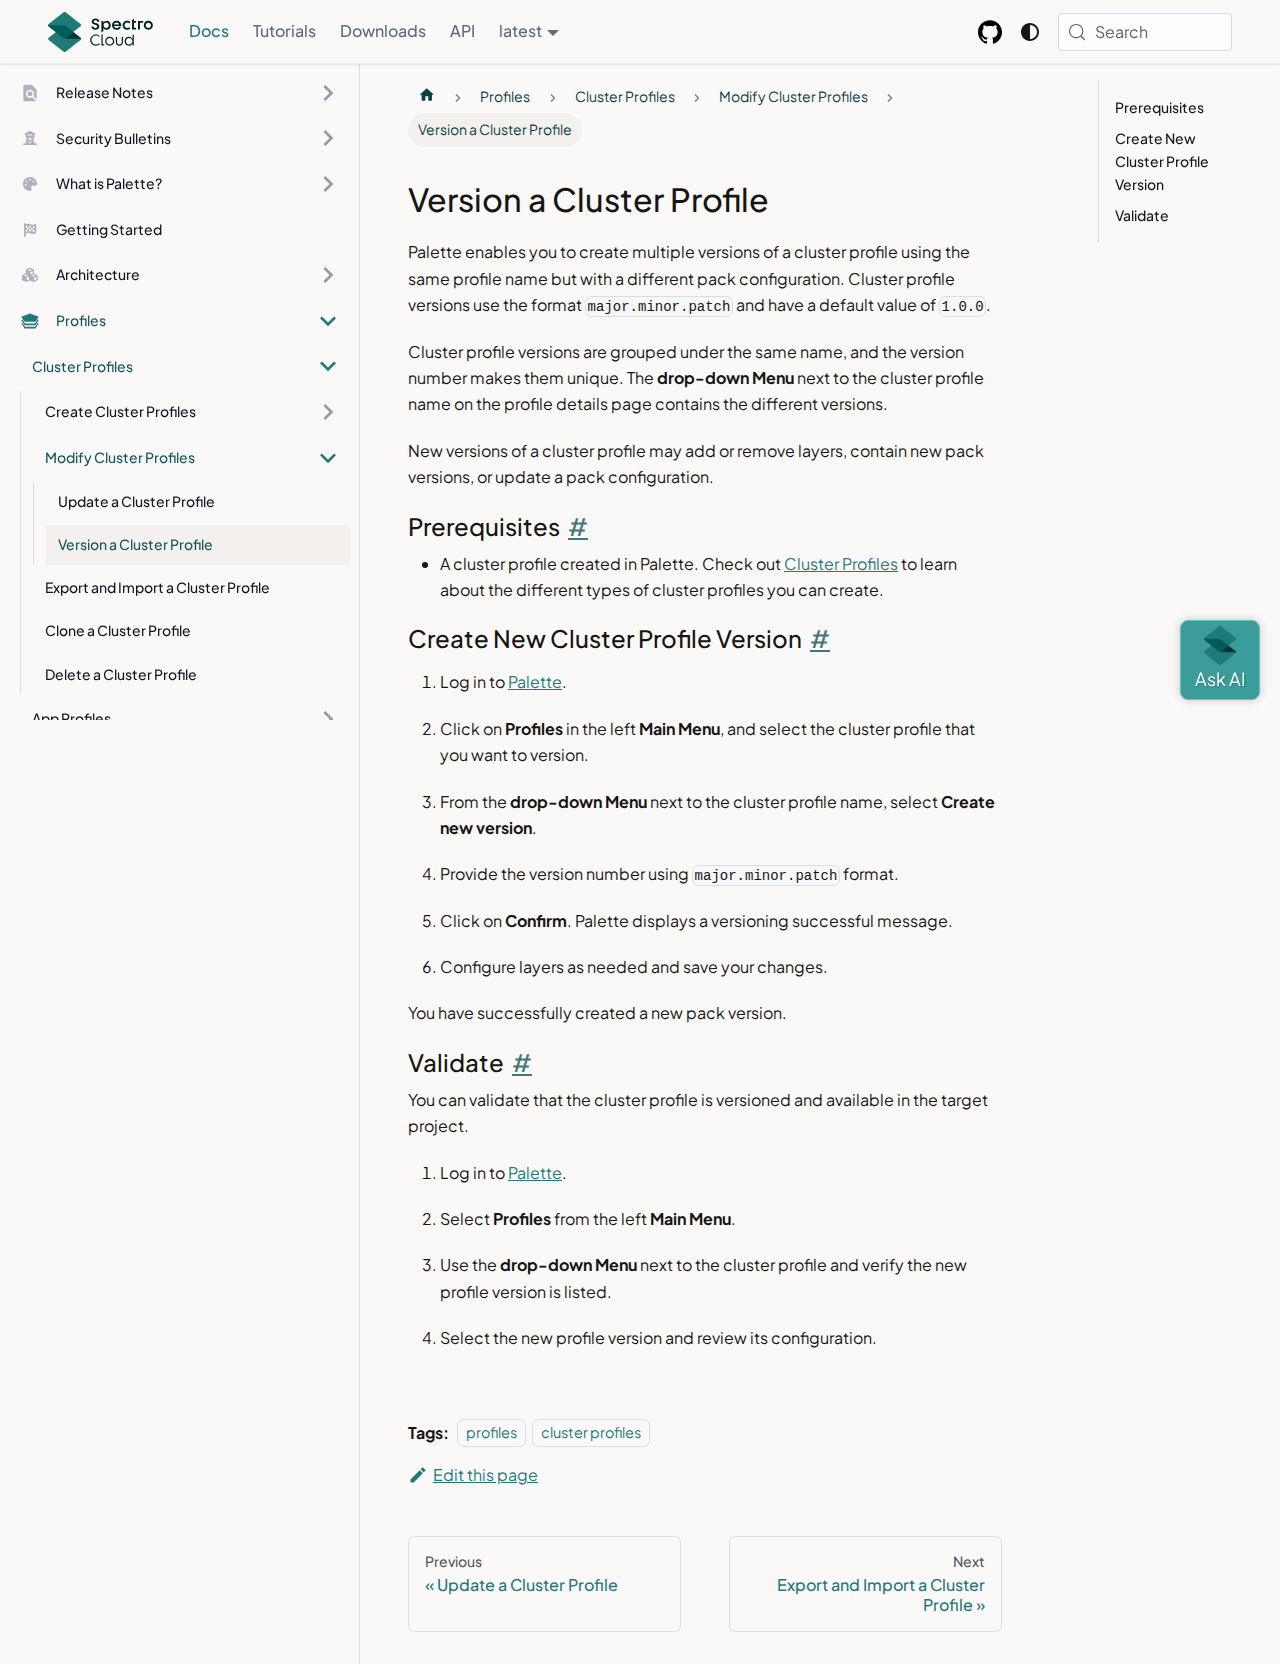 Spectro Cloud
Docs
Tutorials
Downloads
API
latest
Search
Release Notes
Security Bulletins
What is Palette?
Getting Started
Architecture
Profiles
Cluster Profiles
Create Cluster Profiles
Modify Cluster Profiles
Update a Cluster Profile
Version a Cluster Profile
Export and Import a Cluster Profile
Clone a Cluster Profile
Delete a Cluster Profile
App Profiles
Profiles
Cluster Profiles
Modify Cluster Profiles
Version a Cluster Profile
Version a Cluster Profile
Palette enables you to create multiple versions of a cluster profile using the
same profile name but with a different pack configuration. Cluster profile
versions use the format major.minor.patch and have a default value of 1.0.0.
Cluster profile versions are grouped under the same name, and the version
number makes them unique. The drop-down Menu next to the cluster profile
name on the profile details page contains the different versions.
New versions of a cluster profile may add or remove layers, contain new pack
versions, or update a pack configuration.
Prerequisites #
• A cluster profile created in Palette. Check out Cluster Profiles to learn
about the different types of cluster profiles you can create.
Create New Cluster Profile Version #
1. Log in to Palette.
2. Click on Profiles in the left Main Menu, and select the cluster profile that
you want to version.
3. From the drop-down Menu next to the cluster profile name, select Create
new version.
4. Provide the version number using major.minor.patch format.
5. Click on Confirm. Palette displays a versioning successful message.
6. Configure layers as needed and save your changes.
You have successfully created a new pack version.
Validate #
You can validate that the cluster profile is versioned and available in the target
project.
1. Log in to Palette.
2. Select Profiles from the left Main Menu.
3. Use the drop-down Menu next to the cluster profile and verify the new
profile version is listed.
4. Select the new profile version and review its configuration.
Tags: profiles cluster profiles
Edit this page
Previous
« Update a Cluster Profile
Next
Export and Import a Cluster
Profile »
Prerequisites
Create New
Cluster Profile
Version
Validate
Ask AI